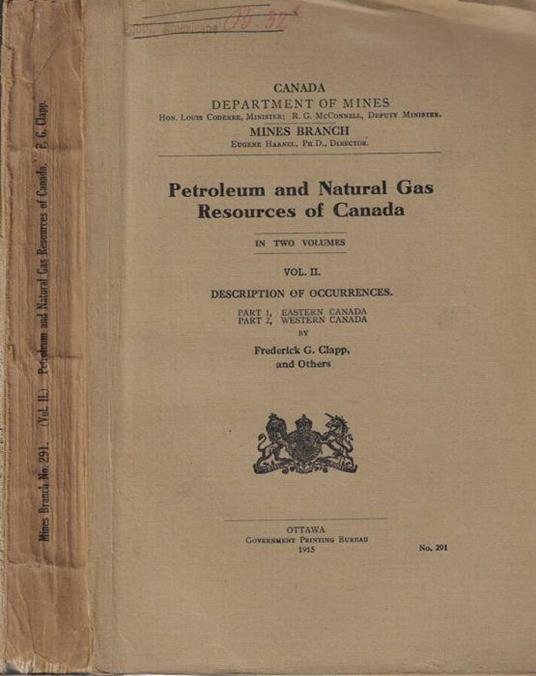 Mines Branch No. 291. (Vol. II.) Petroleum and Natural Gas Resources of Canada. F. G. Clapp.
CANADA
DEPARTMENT OF MINES
Hon. Louis Coderre, Minister; R. G. McConnell, Deputy Minister.
MINES BRANCH
Eugene Haanel, Ph.D., Director.
Petroleum and Natural Gas
Resources of Canada
IN TWO VOLUMES
VOL. II.
DESCRIPTION OF OCCURRENCES.
PART 1, EASTERN CANADA
PART 2, WESTERN CANADA
BY
Frederick G. Clapp,
and Others
OTTAWA
Government Printing Bureau
1915
No. 291